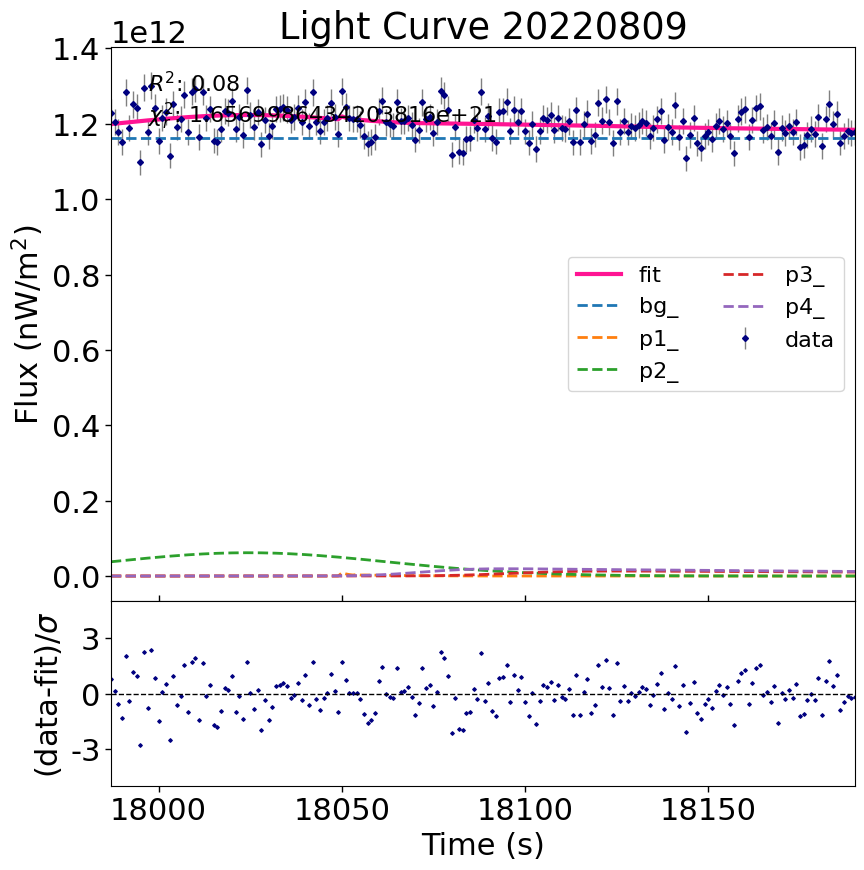 Light Curve 20220809
1e12
R²: 0.08
1.4
1.2
1.0
0.8
0.6
0.4
0.2
0.0
Flux (nW/m²)
fit
bg_
p1_
p2_
p3_
p4_
data
3
0
-3
(data-fit)/σ
18000 18050 18100 18150
Time (s)